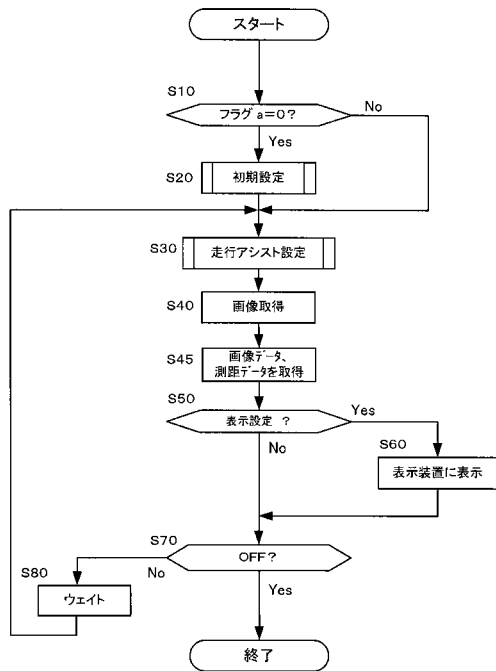 スタート
S10
フラグ a=0?
No
Yes
S20
初期設定
S30
走行アシスト設定
S40
画像取得
S45
画像データ、
測距データを取得
S50
表示設定 ?
Yes
No
S60
表示装置に表示
S70
OFF?
No
Yes
S80
ウェイト
終了